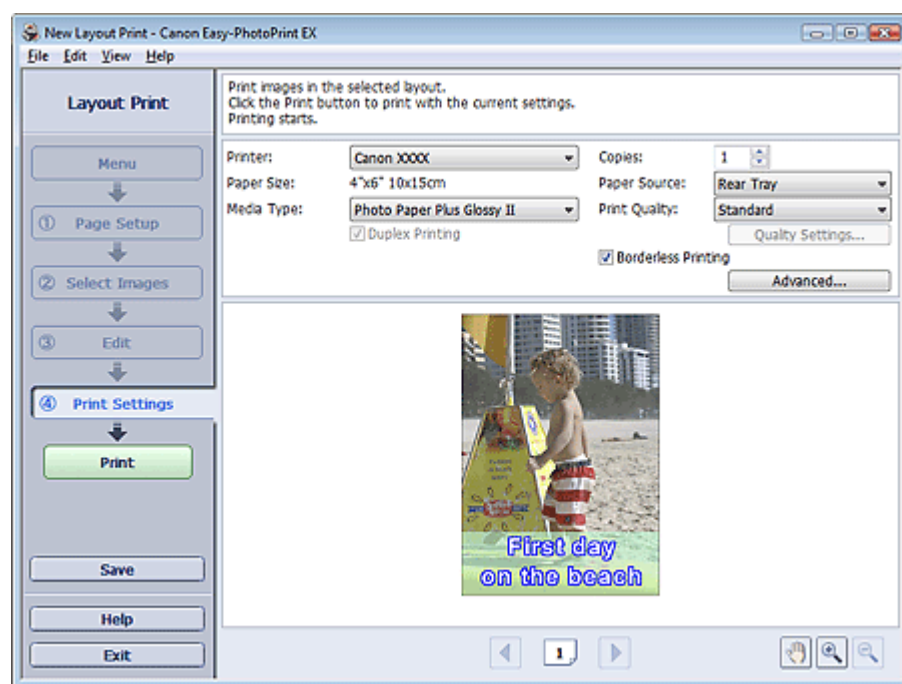 New Layout Print - Canon Easy-PhotoPrint EX
File Edit View Help
Layout Print
Print images in the selected layout.
Click the Print button to print with the current settings.
Printing starts.
Menu
① Page Setup
② Select Images
③ Edit
④ Print Settings
Print
Save
Help
Exit
Printer: Canon XXXX Copies: 1
Paper Size: 4"x6" 10x15cm Paper Source: Rear Tray
Media Type: Photo Paper Plus Glossy II Print Quality: Standard
Duplex Printing Quality Settings...
Borderless Printing
Advanced...
First day
on the beach
1